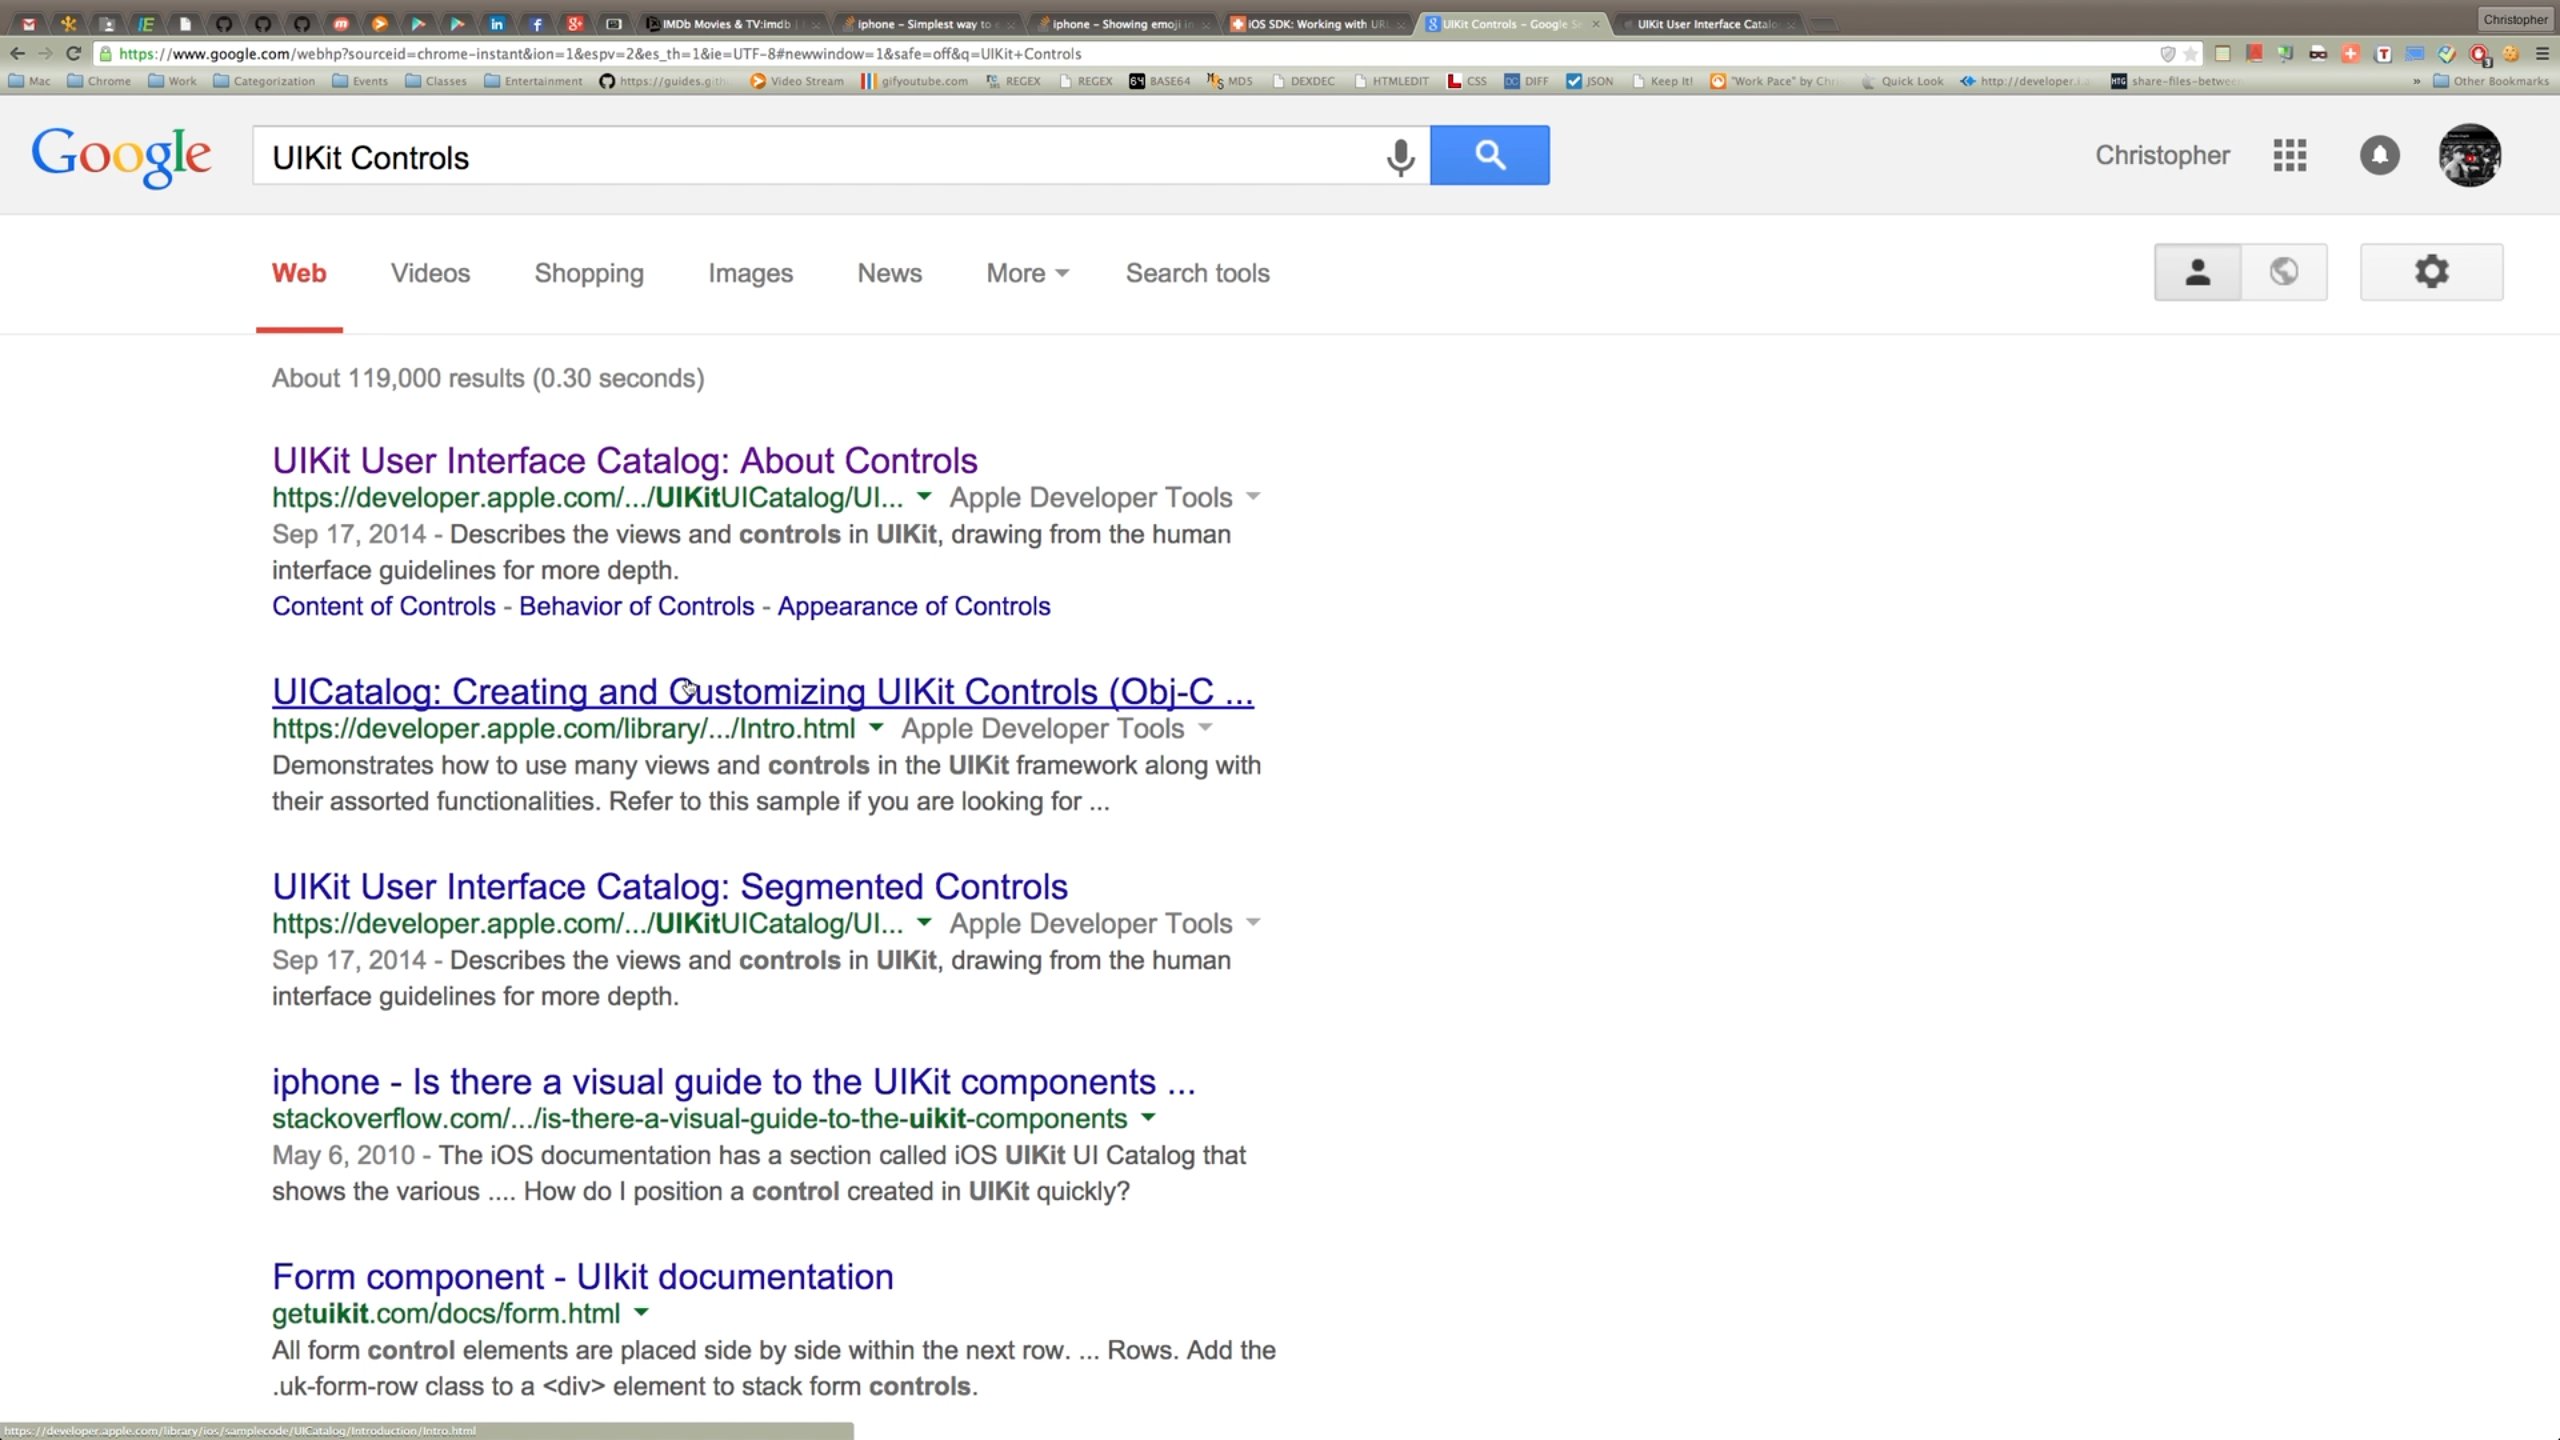 IMDb Movies & TV:imdb
iphone - Simplest way to
iphone - Showing emoji in
iOS SDK: Working with URL
UIKit Controls - Google Se
UIKit User Interface Catalo
Christopher
https://www.google.com/webhp?sourceid=chrome-instant&ion=1&espv=2&es_th=1&ie=UTF-8#newwindow=1&safe=off&q=UIKit+Controls
Mac Chrome Work Categorization Events Classes Entertainment https://guides.gith Video Stream gifyoutube.com REGEX REGEX BASE64 MD5 DEXDEC HTMLEDIT CSS DIFF JSON Keep It! "Work Pace" by Chr Quick Look http://developer.i share-files-between » Other Bookmarks
Google
UIKit Controls
Christopher
Web Videos Shopping Images News More Search tools
About 119,000 results (0.30 seconds)
UIKit User Interface Catalog: About Controls
https://developer.apple.com/.../UIKitUICatalog/UI... Apple Developer Tools
Sep 17, 2014 - Describes the views and controls in UIKit, drawing from the human
interface guidelines for more depth.
Content of Controls - Behavior of Controls - Appearance of Controls
UICatalog: Creating and Customizing UIKit Controls (Obj-C ...
https://developer.apple.com/library/.../Intro.html Apple Developer Tools
Demonstrates how to use many views and controls in the UIKit framework along with
their assorted functionalities. Refer to this sample if you are looking for ...
UIKit User Interface Catalog: Segmented Controls
https://developer.apple.com/.../UIKitUICatalog/UI... Apple Developer Tools
Sep 17, 2014 - Describes the views and controls in UIKit, drawing from the human
interface guidelines for more depth.
iphone - Is there a visual guide to the UIKit components ...
stackoverflow.com/.../is-there-a-visual-guide-to-the-uikit-components
May 6, 2010 - The iOS documentation has a section called iOS UIKit UI Catalog that
shows the various .... How do I position a control created in UIKit quickly?
Form component - UIkit documentation
getuikit.com/docs/form.html
All form control elements are placed side by side within the next row. ... Rows. Add the
.uk-form-row class to a <div> element to stack form controls.
https://developer.apple.com/library/ios/samplecode/UICatalog/Introduction/Intro.html